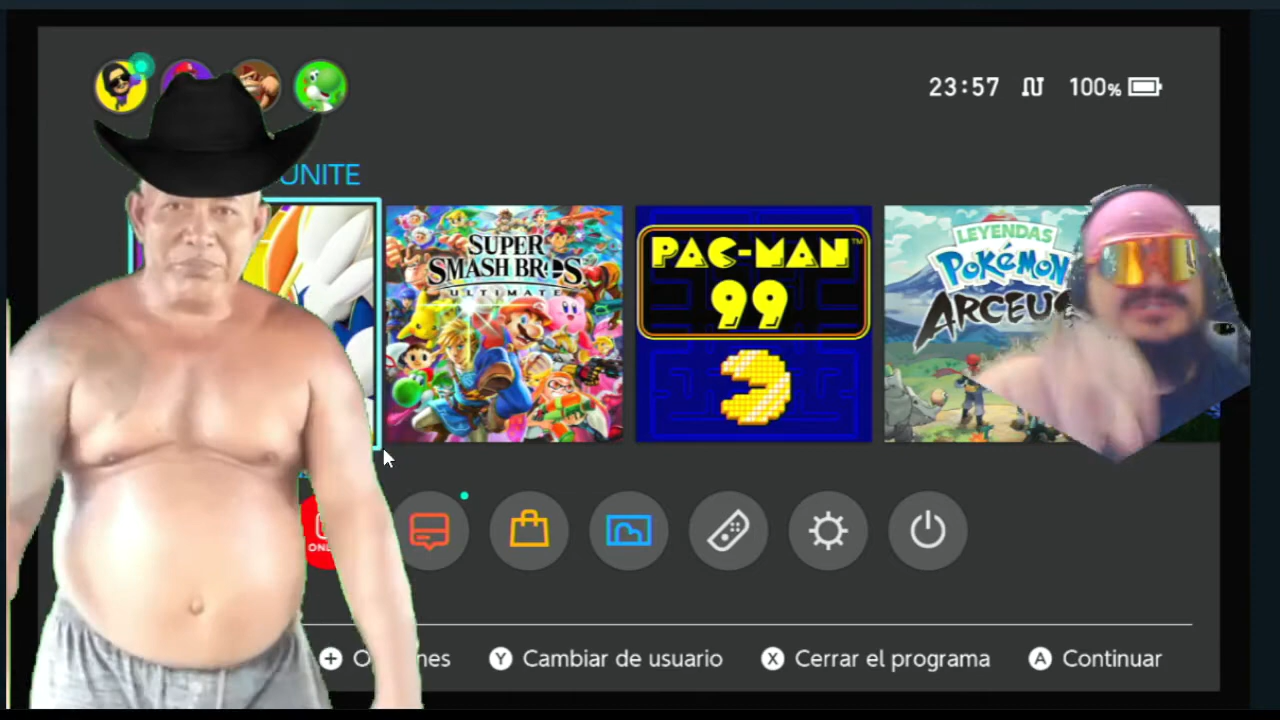 23:57
100%
UNITE
SUPER
SMASH BROS.
ULTIMATE
PAC-MAN™
99
LEYENDAS
Pokémon
+
Y Cambiar de usuario
X Cerrar el programa
A Continuar